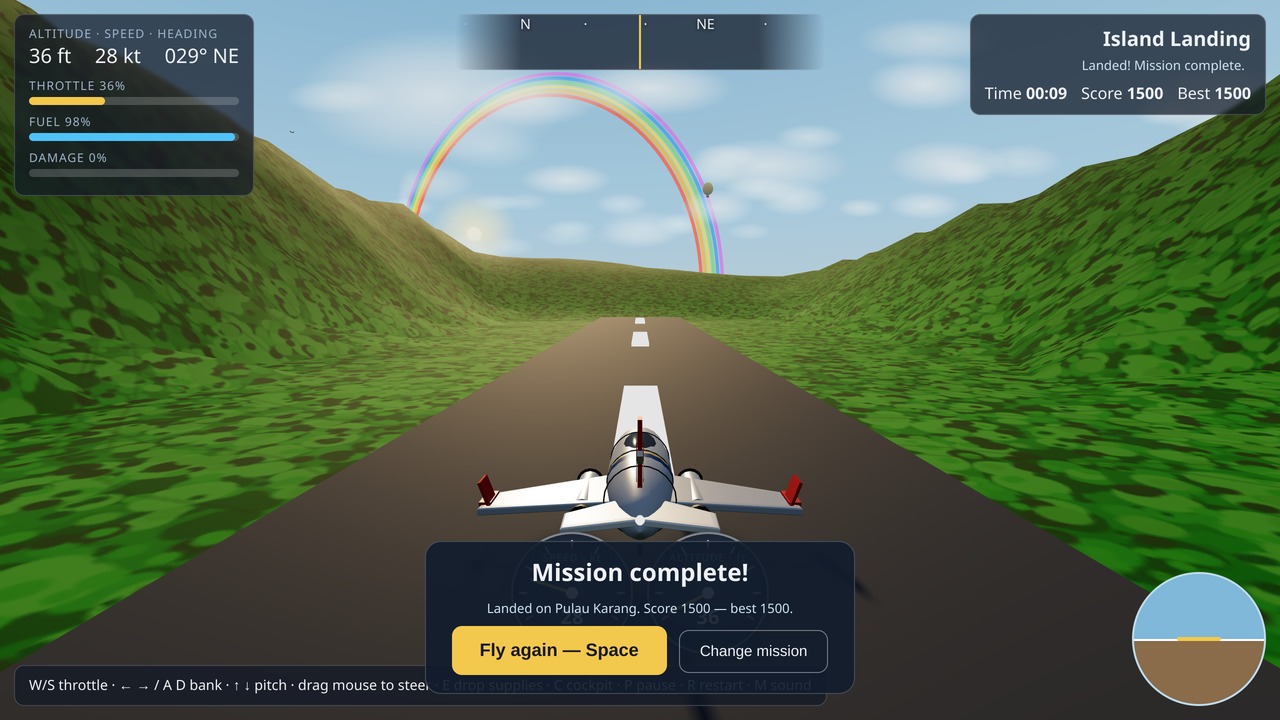 ALTITUDE · SPEED · HEADING
36 ft 28 kt 029° NE
THROTTLE 36%
FUEL 98%
DAMAGE 0%
N · · NE ·
Island Landing
Landed! Mission complete.
Time 00:09 Score 1500 Best 1500
Mission complete!
Landed on Pulau Karang. Score 1500 — best 1500.
28 36
Fly again — Space
Change mission
W/S throttle · ← → / A D bank · ↑ ↓ pitch · drag mouse to steer · E drop supplies · C cockpit · P pause · R restart · M sound